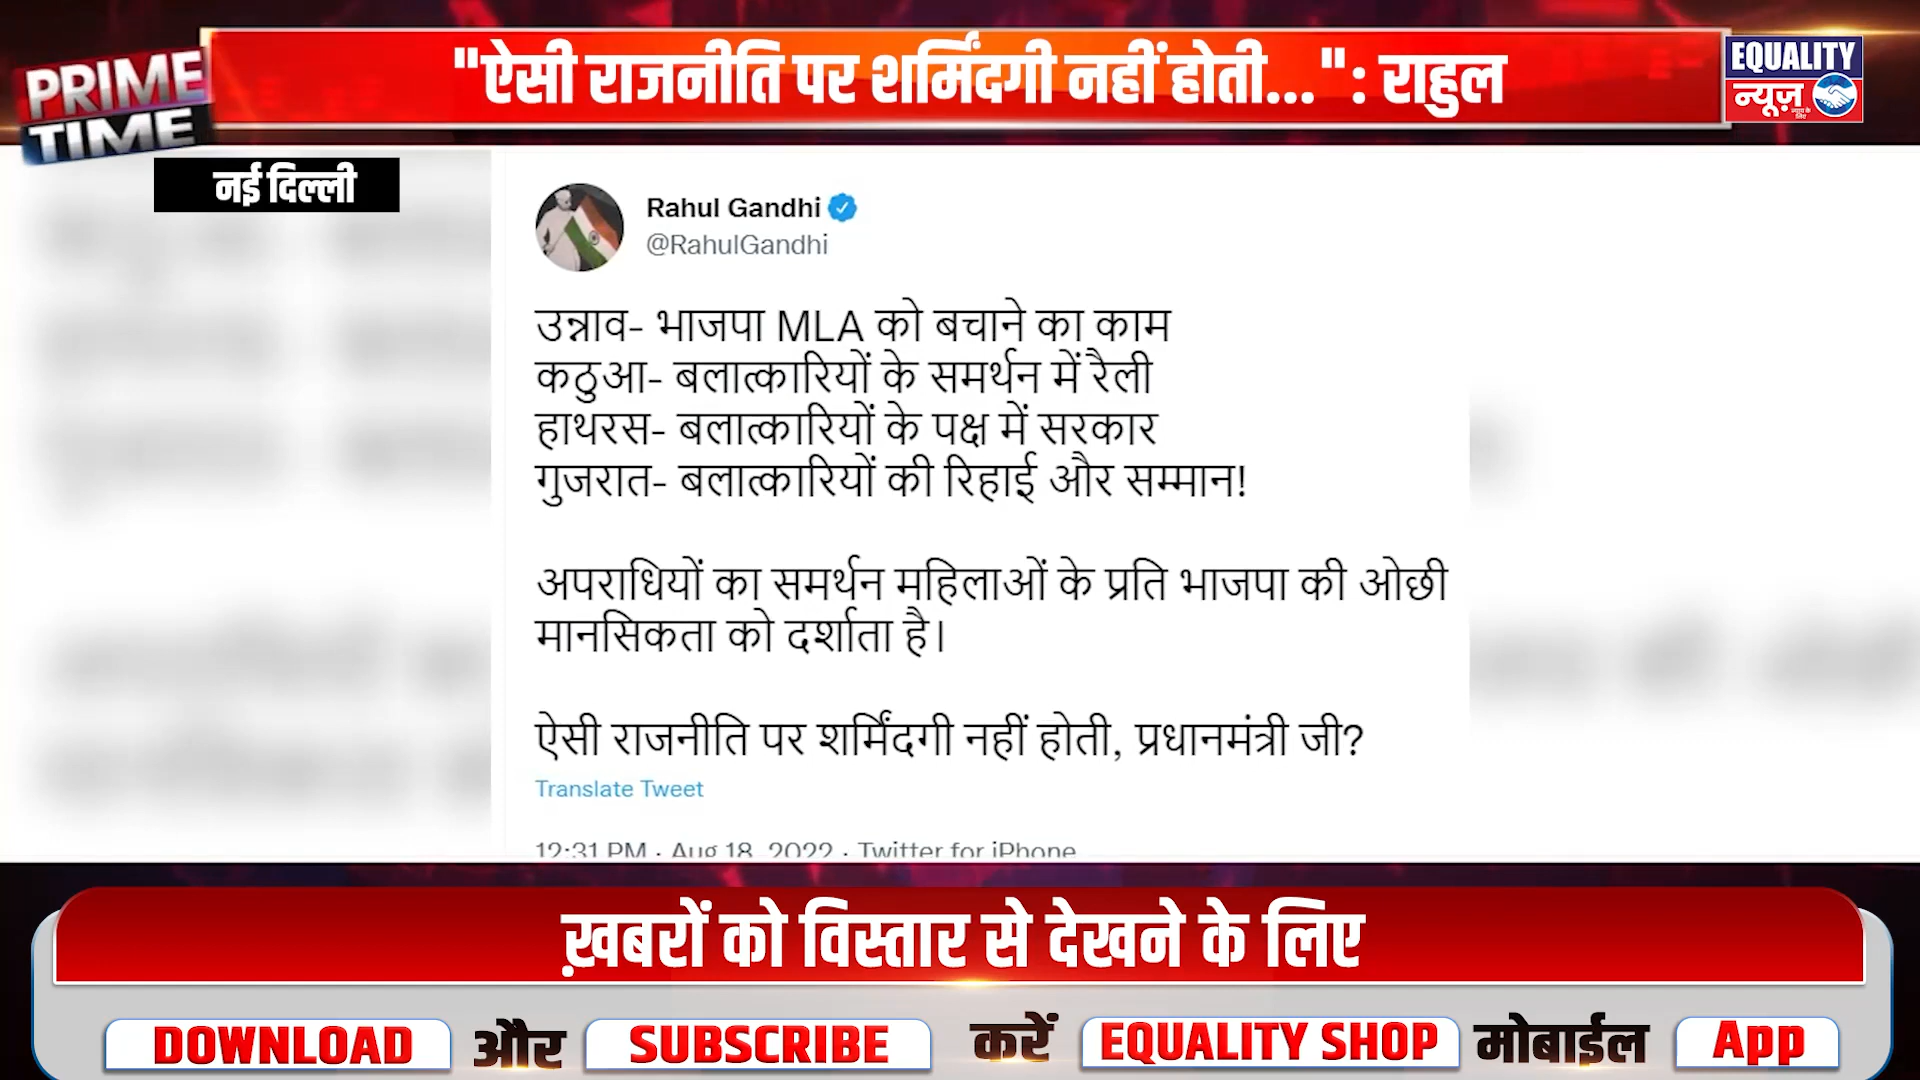 PRIME
TIME
"ऐसी राजनीति पर शर्मिंदगी नहीं होती..." : राहुल
EQUALITY
न्यूज़
नई दिल्ली
Rahul Gandhi
@RahulGandhi
उन्नाव- भाजपा MLA को बचाने का काम
कठुआ- बलात्कारियों के समर्थन में रैली
हाथरस- बलात्कारियों के पक्ष में सरकार
गुजरात- बलात्कारियों की रिहाई और सम्मान!
अपराधियों का समर्थन महिलाओं के प्रति भाजपा की ओछी
मानसिकता को दर्शाता है।
ऐसी राजनीति पर शर्मिंदगी नहीं होती, प्रधानमंत्री जी?
Translate Tweet
12:31 PM · Aug 18, 2022 · Twitter for iPhone
ख़बरों को विस्तार से देखने के लिए
DOWNLOAD और SUBSCRIBE करें EQUALITY SHOP मोबाईल App